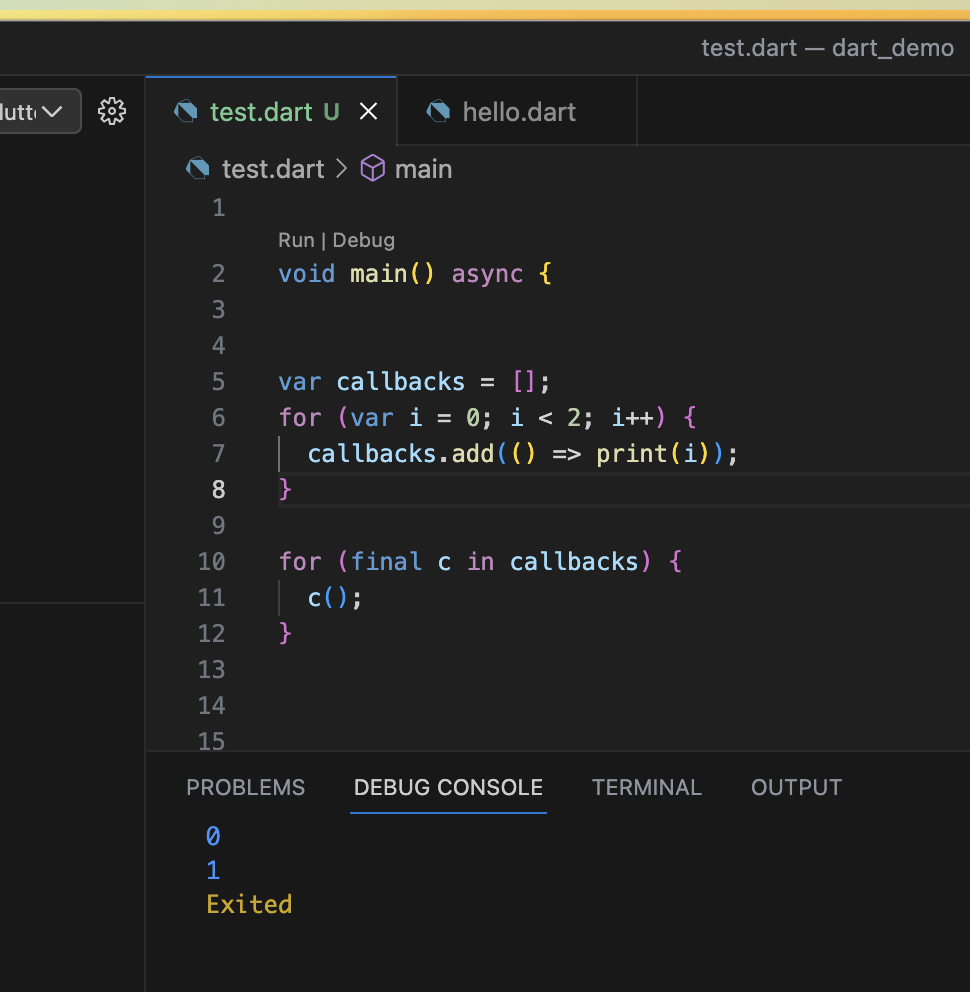 test.dart — dart_demo
test.dart U hello.dart
test.dart > main
1
Run | Debug
2 void main() async {
3
4
5 var callbacks = [];
6 for (var i = 0; i < 2; i++) {
7 callbacks.add(() => print(i));
8 }
9
10 for (final c in callbacks) {
11 c();
12 }
13
14
15
PROBLEMS DEBUG CONSOLE TERMINAL OUTPUT
0
1
Exited